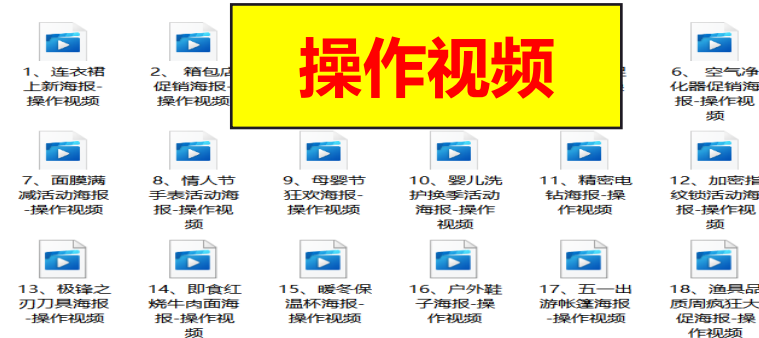 操作视频
1、连衣裙
上新海报-
操作视频
2、 箱包店
促销海报-
操作视频
6、 空气净
化器促销海
报-操作视
频
7、面膜满
减活动海报
-操作视频
8、情人节
手表活动海
报-操作视
频
9、母婴节
狂欢海报-
操作视频
10、婴儿洗
护换季活动
海报-操作
视频
11、精密电
钻海报-操
作视频
12、加密指
纹锁活动海
报-操作视
频
13、极锋之
刃刀具海报
-操作视频
14、即食红
烧牛肉面海
报-操作视
频
15、暖冬保
温杯海报-
操作视频
16、户外鞋
子海报-操
作视频
17、五一出
游帐篷海报
-操作视频
18、渔具品
质周疯狂大
促海报-操
作视频